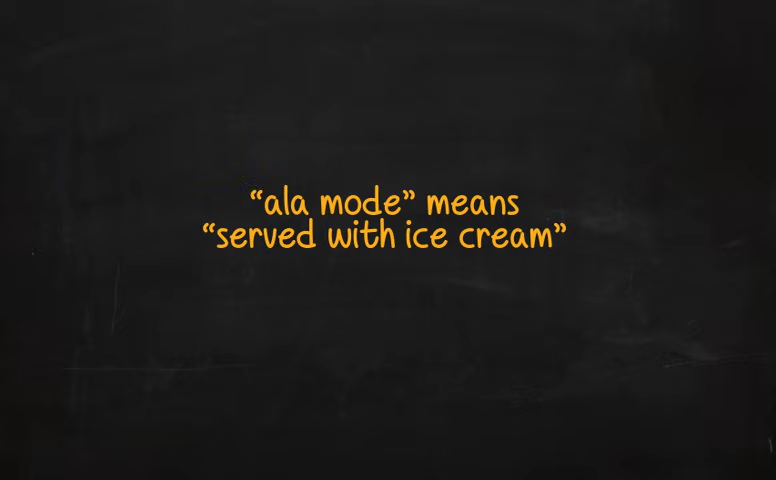 “ala mode” means
“served with ice cream”